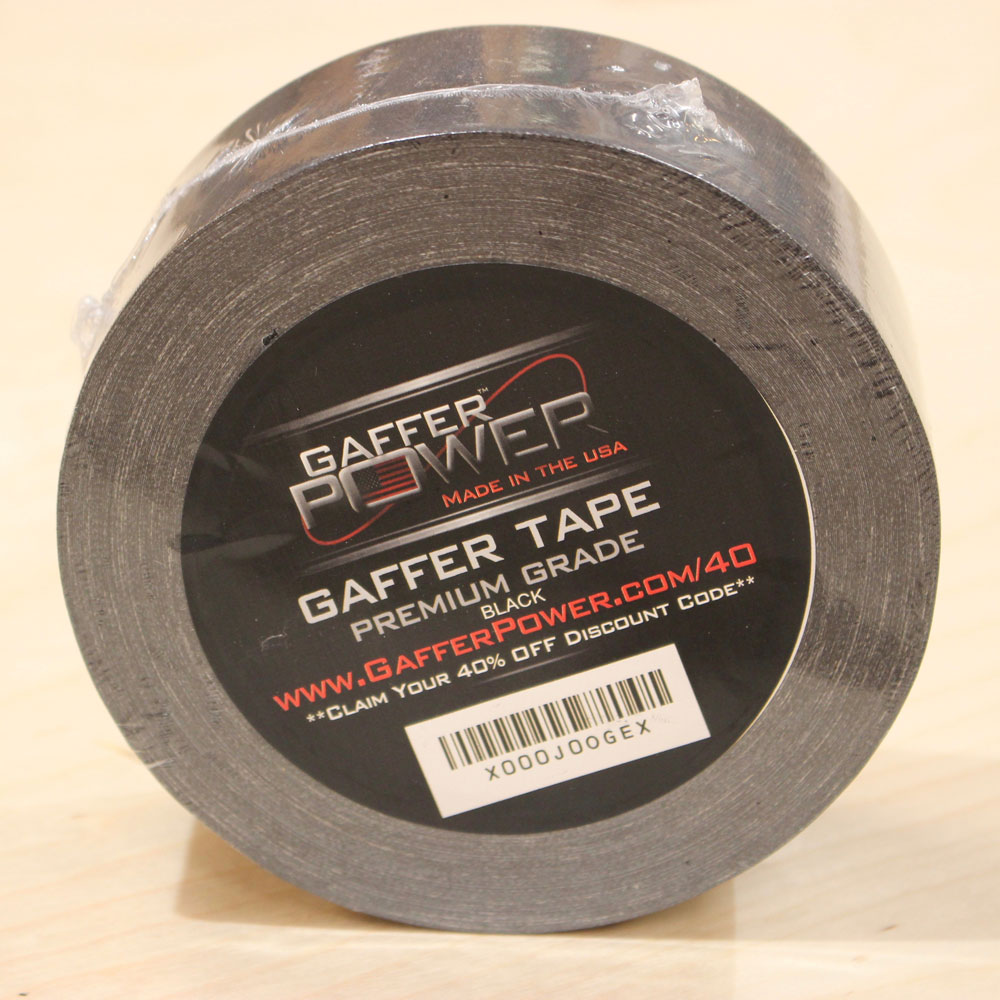 GAFFER™
POWER
MADE IN THE USA
GAFFER TAPE
PREMIUM GRADE
BLACK
WWW.GAFFERPOWER.COM/40
**CLAIM YOUR 40% OFF DISCOUNT CODE**
X000JOOGEX